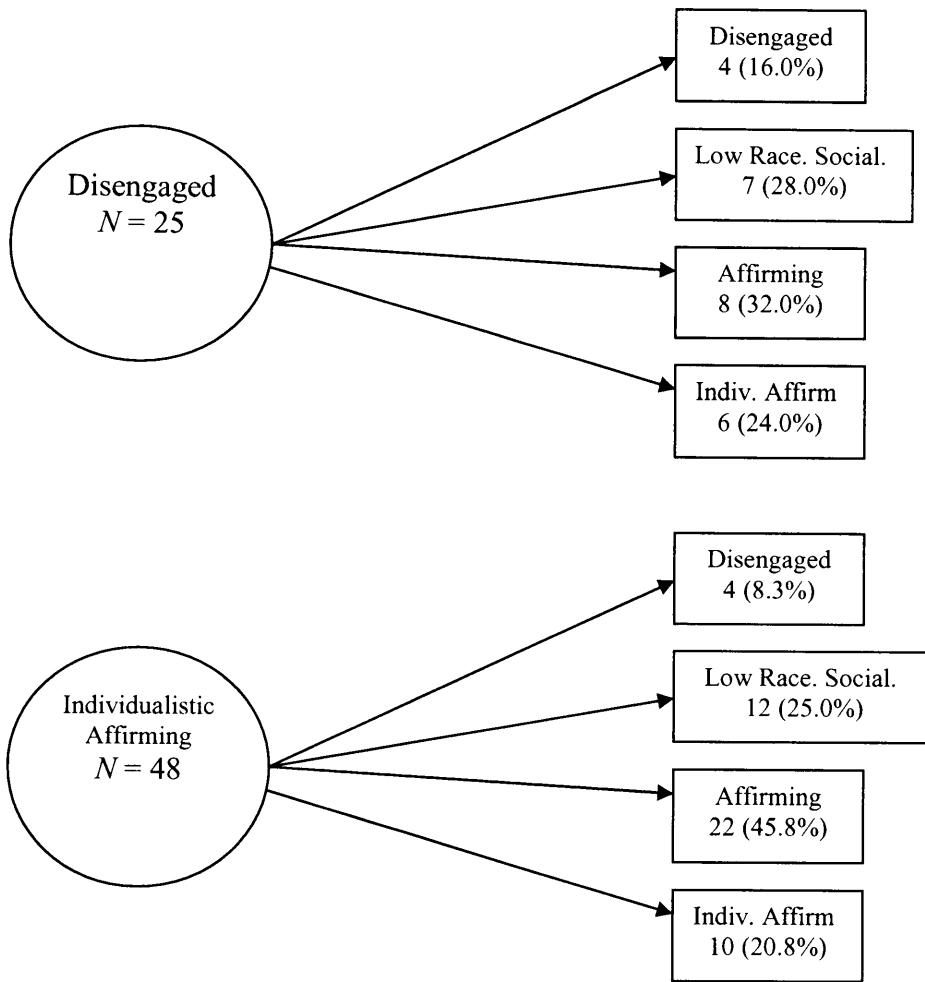 Disengaged
N = 25
Disengaged
4 (16.0%)
Low Race. Social.
7 (28.0%)
Affirming
8 (32.0%)
Indiv. Affirm
6 (24.0%)
Individualistic
Affirming
N = 48
Disengaged
4 (8.3%)
Low Race. Social.
12 (25.0%)
Affirming
22 (45.8%)
Indiv. Affirm
10 (20.8%)